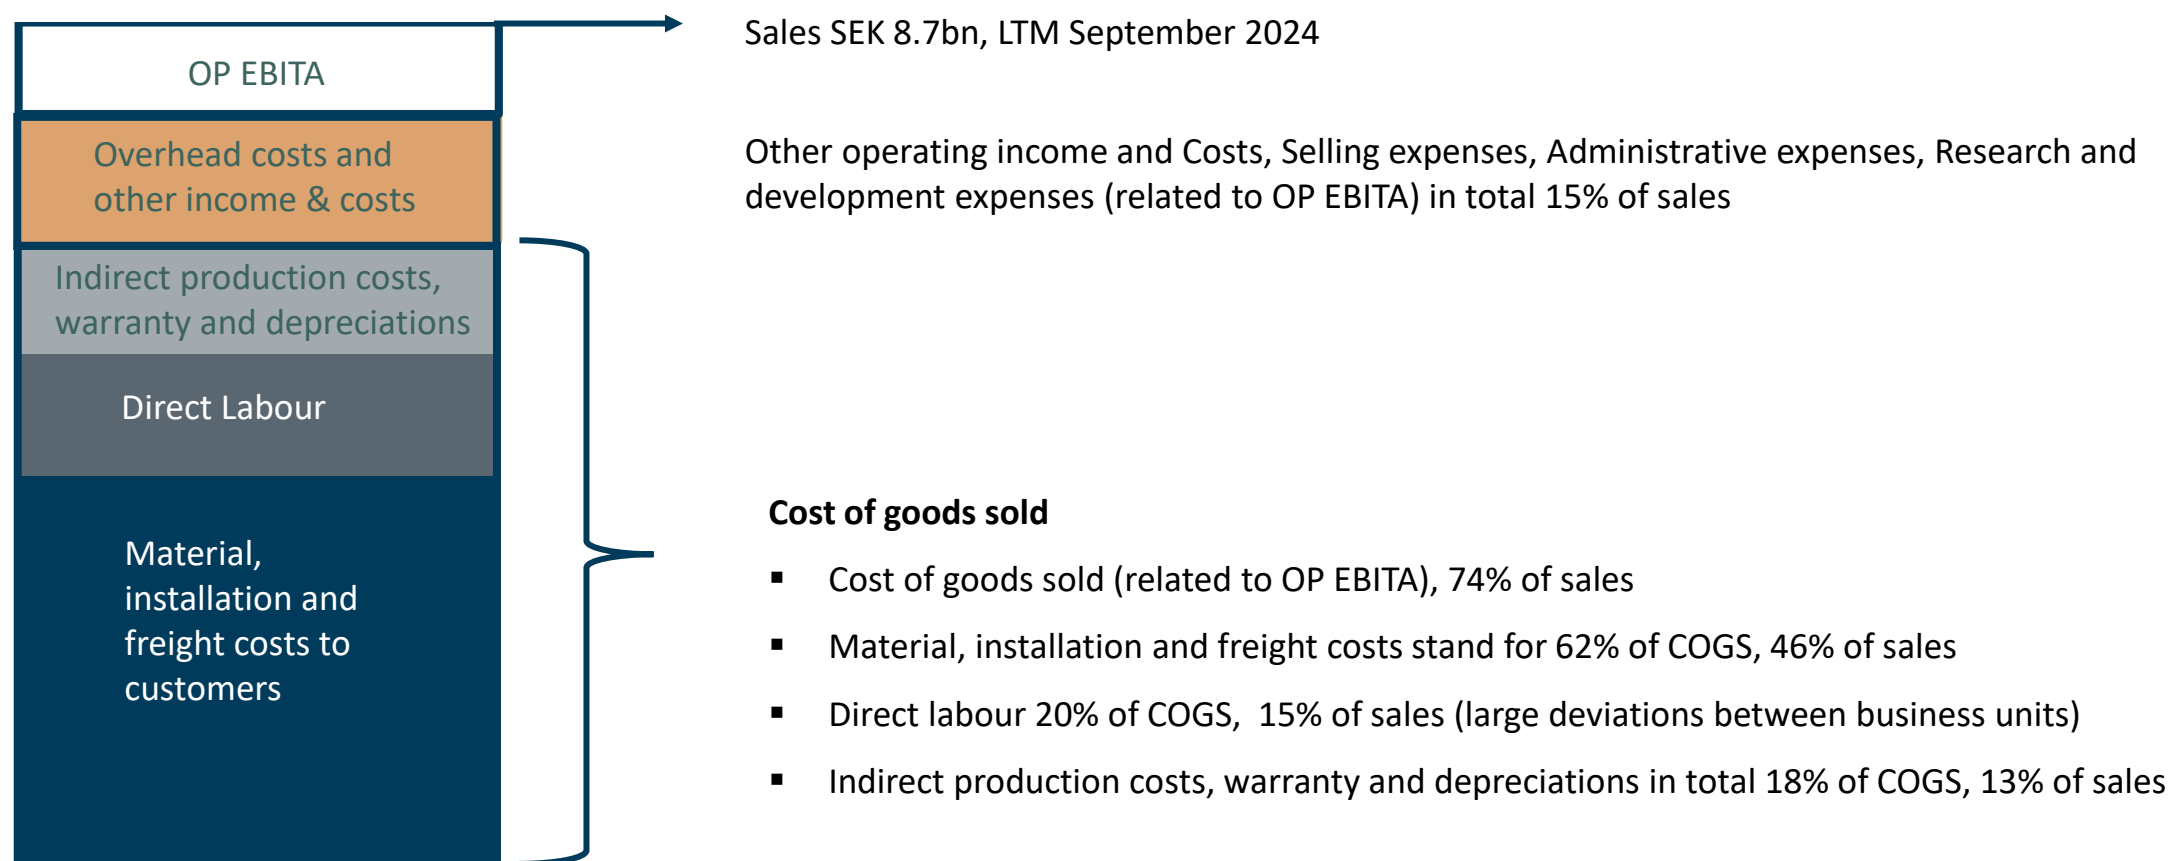 OP EBITA
Overhead costs and
other income & costs
Indirect production costs,
warranty and depreciations
Direct Labour
Material,
installation and
freight costs to
customers
Sales SEK 8.7bn, LTM September 2024
Other operating income and Costs, Selling expenses, Administrative expenses, Research and
development expenses (related to OP EBITA) in total 15% of sales
Cost of goods sold
▪ Cost of goods sold (related to OP EBITA), 74% of sales
▪ Material, installation and freight costs stand for 62% of COGS, 46% of sales
▪ Direct labour 20% of COGS, 15% of sales (large deviations between business units)
▪ Indirect production costs, warranty and depreciations in total 18% of COGS, 13% of sales